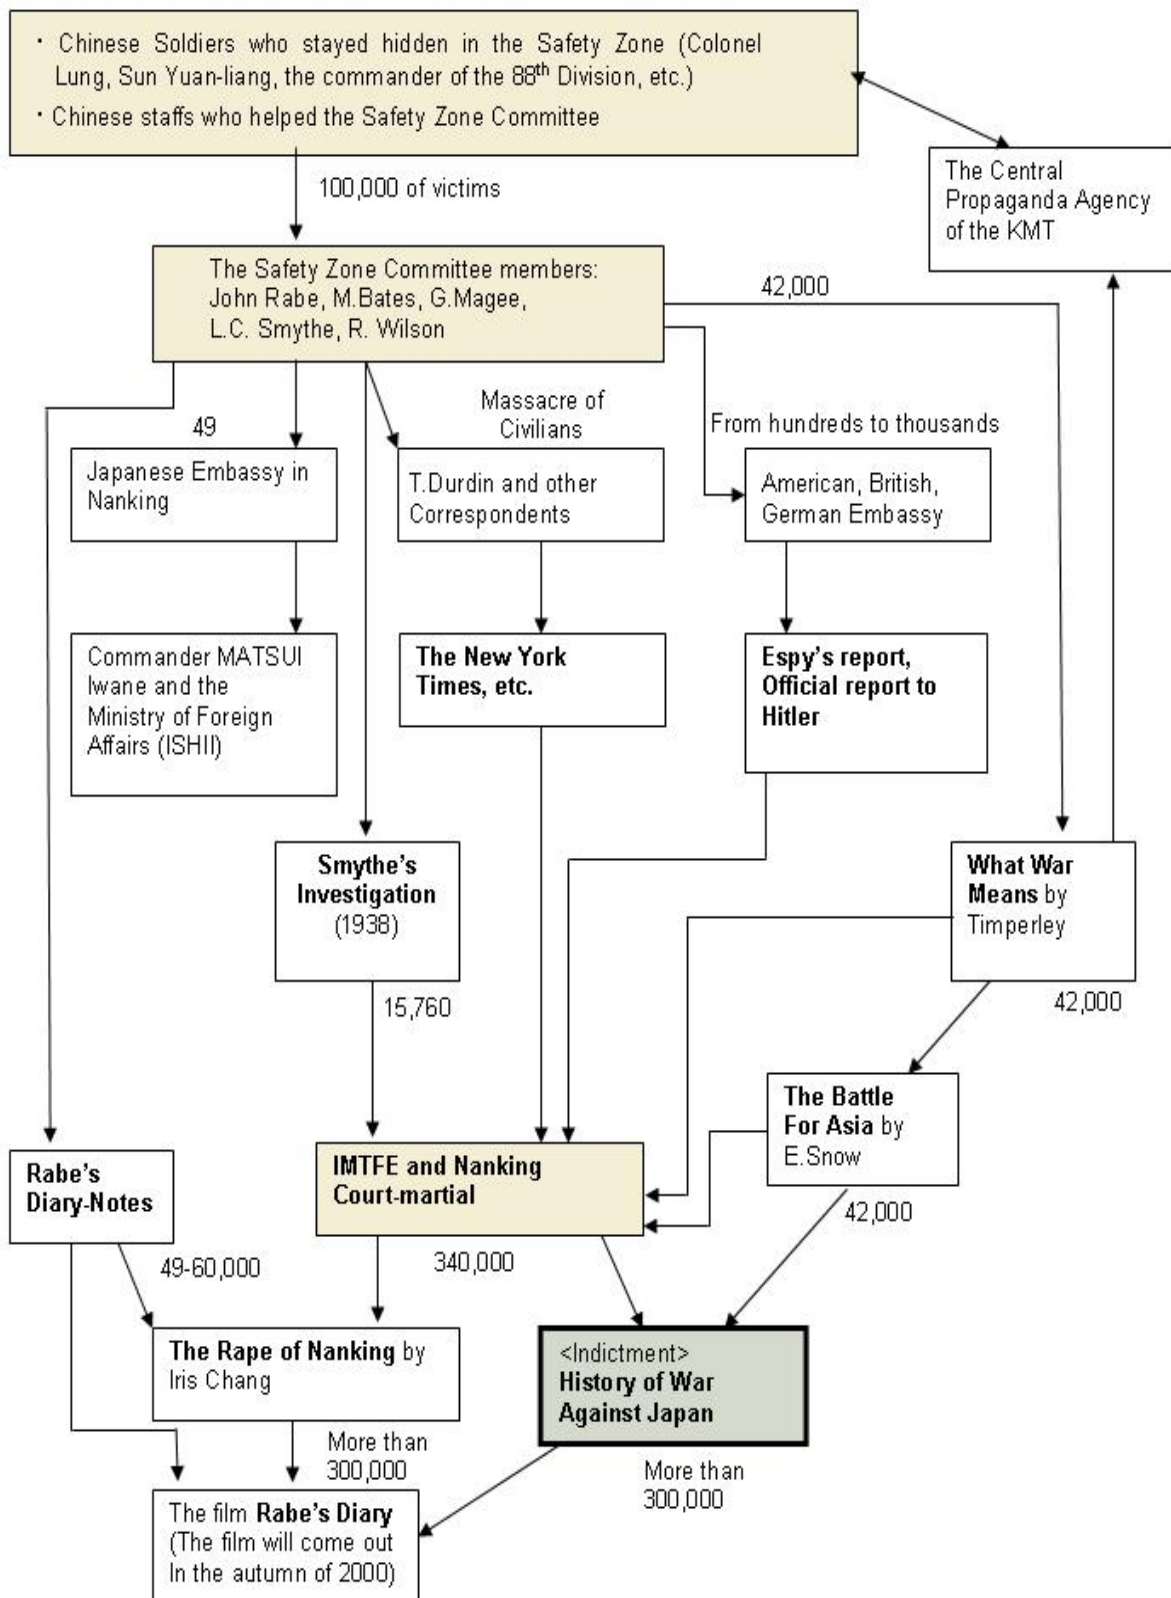 ・ Chinese Soldiers who stayed hidden in the Safety Zone (Colonel
Lung, Sun Yuan-liang, the commander of the 88th Division, etc.)
・ Chinese staffs who helped the Safety Zone Committee
The Central
Propaganda Agency
of the KMT
100,000 of victims
The Safety Zone Committee members:
John Rabe, M.Bates, G.Magee,
L.C. Smythe, R. Wilson
42,000
49
Massacre of
Civilians
From hundreds to thousands
Japanese Embassy in
Nanking
T.Durdin and other
Correspondents
American, British,
German Embassy
Commander MATSUI
Iwane and the
Ministry of Foreign
Affairs (ISHII)
The New York
Times, etc.
Espy's report,
Official report to
Hitler
Smythe's
Investigation
(1938)
What War
Means by
Timperley
15,760
42,000
The Battle
For Asia by
E.Snow
Rabe's
Diary-Notes
IMTFE and Nanking
Court-martial
42,000
49-60,000
340,000
The Rape of Nanking by
Iris Chang
<Indictment>
History of War
Against Japan
More than
300,000
More than
300,000
The film Rabe's Diary
(The film will come out
In the autumn of 2000)